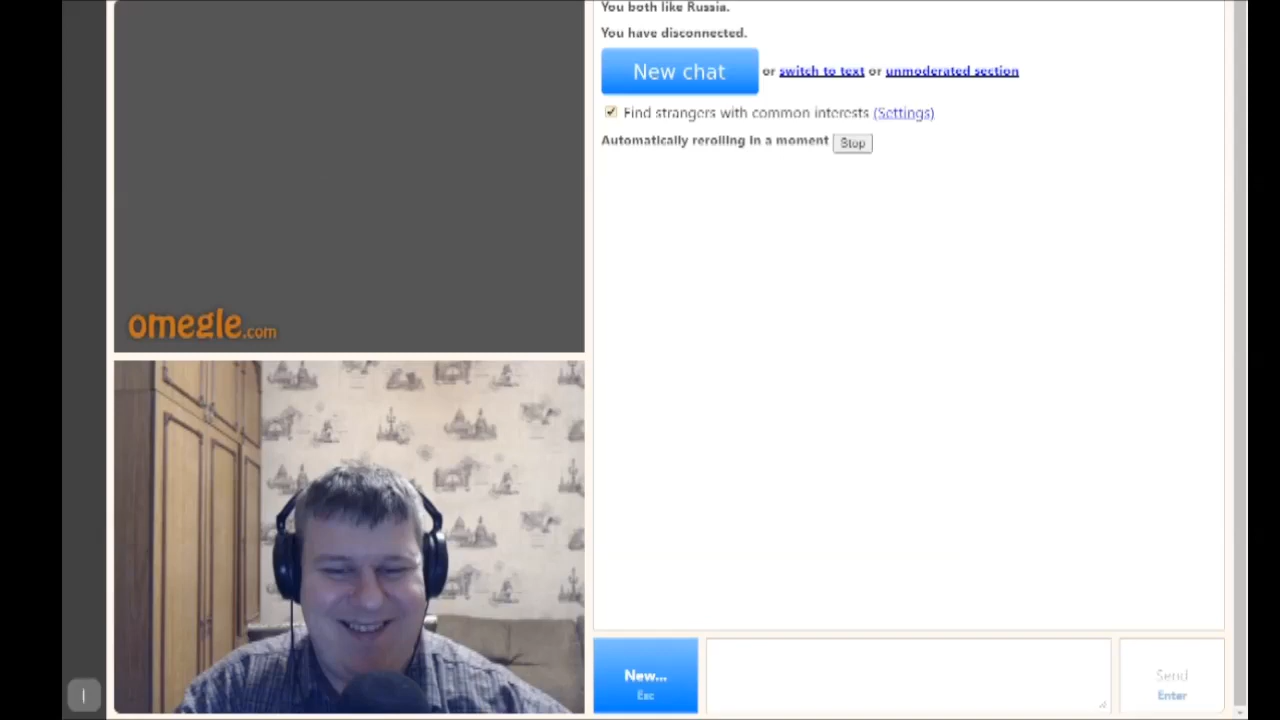 You both like Russia.
You have disconnected.
New chat or switch to text or unmoderated section
Find strangers with common interests (Settings)
Automatically rerolling in a moment Stop
omegle.com
New...
Esc
Send
Enter